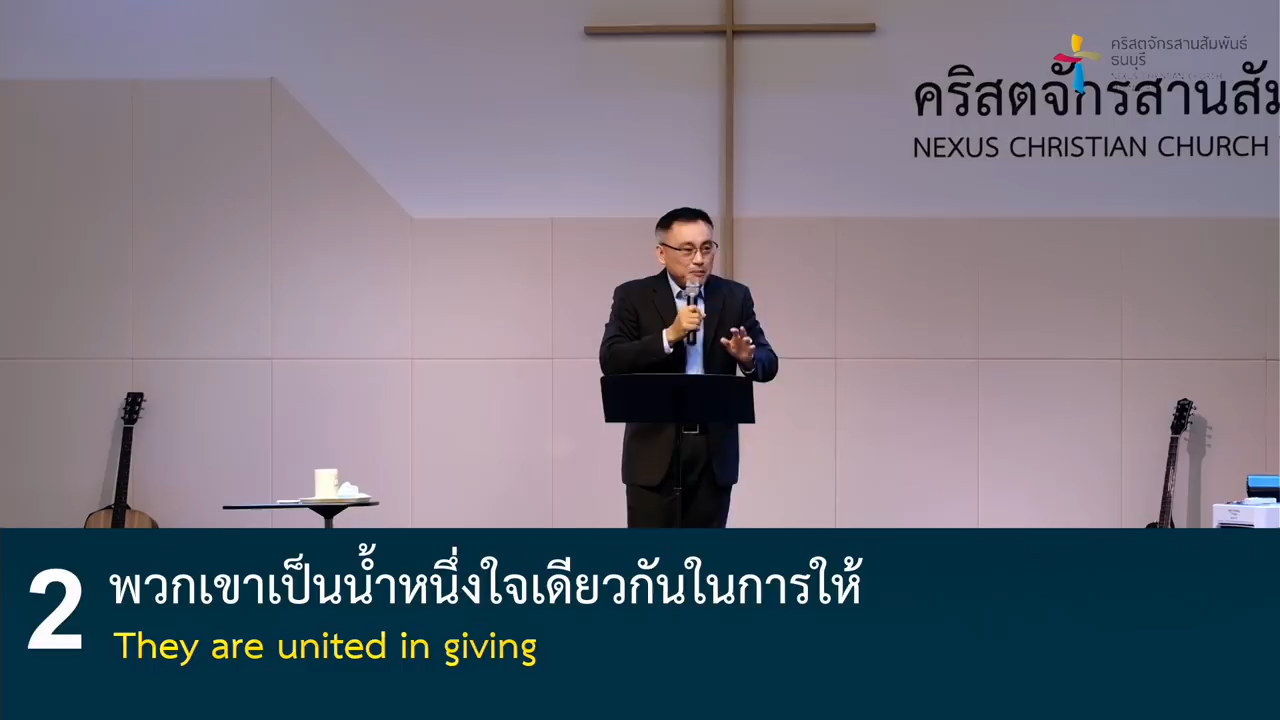 คริสตจักรสานสัมพันธ์
ธนบุรี
คริสตจักรสานสัม
NEXUS CHRISTIAN CHURCH
2 พวกเขาเป็นน้ำหนึ่งใจเดียวกันในการให้
They are united in giving